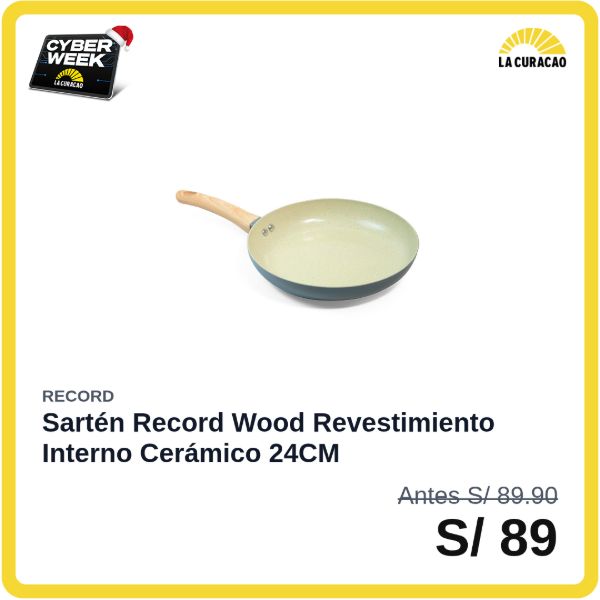 CYBER
WEEK
LA CURACAO
LA CURACAO
RECORD
Sartén Record Wood Revestimiento
Interno Cerámico 24CM
Antes S/ 89.90
S/ 89